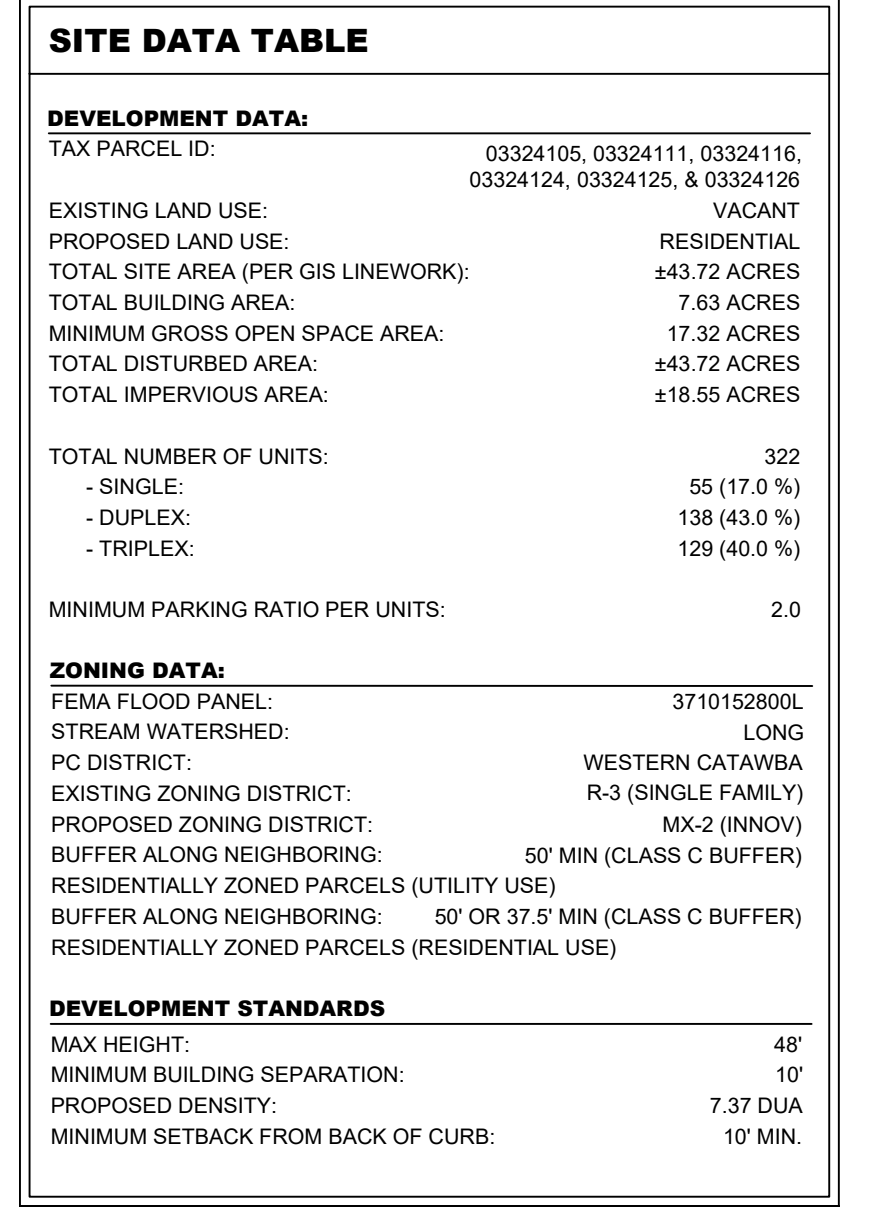 SITE DATA TABLE
DEVELOPMENT DATA:
TAX PARCEL ID: 03324105, 03324111, 03324116,
03324124, 03324125, & 03324126
EXISTING LAND USE: VACANT
PROPOSED LAND USE: RESIDENTIAL
TOTAL SITE AREA (PER GIS LINEWORK): ±43.72 ACRES
TOTAL BUILDING AREA: 7.63 ACRES
MINIMUM GROSS OPEN SPACE AREA: 17.32 ACRES
TOTAL DISTURBED AREA: ±43.72 ACRES
TOTAL IMPERVIOUS AREA: ±18.55 ACRES
TOTAL NUMBER OF UNITS: 322
- SINGLE: 55 (17.0 %)
- DUPLEX: 138 (43.0 %)
- TRIPLEX: 129 (40.0 %)
MINIMUM PARKING RATIO PER UNITS: 2.0
ZONING DATA:
FEMA FLOOD PANEL: 3710152800L
STREAM WATERSHED: LONG
PC DISTRICT: WESTERN CATAWBA
EXISTING ZONING DISTRICT: R-3 (SINGLE FAMILY)
PROPOSED ZONING DISTRICT: MX-2 (INNOV)
BUFFER ALONG NEIGHBORING: 50' MIN (CLASS C BUFFER)
RESIDENTIALLY ZONED PARCELS (UTILITY USE)
BUFFER ALONG NEIGHBORING: 50' OR 37.5' MIN (CLASS C BUFFER)
RESIDENTIALLY ZONED PARCELS (RESIDENTIAL USE)
DEVELOPMENT STANDARDS
MAX HEIGHT: 48'
MINIMUM BUILDING SEPARATION: 10'
PROPOSED DENSITY: 7.37 DUA
MINIMUM SETBACK FROM BACK OF CURB: 10' MIN.